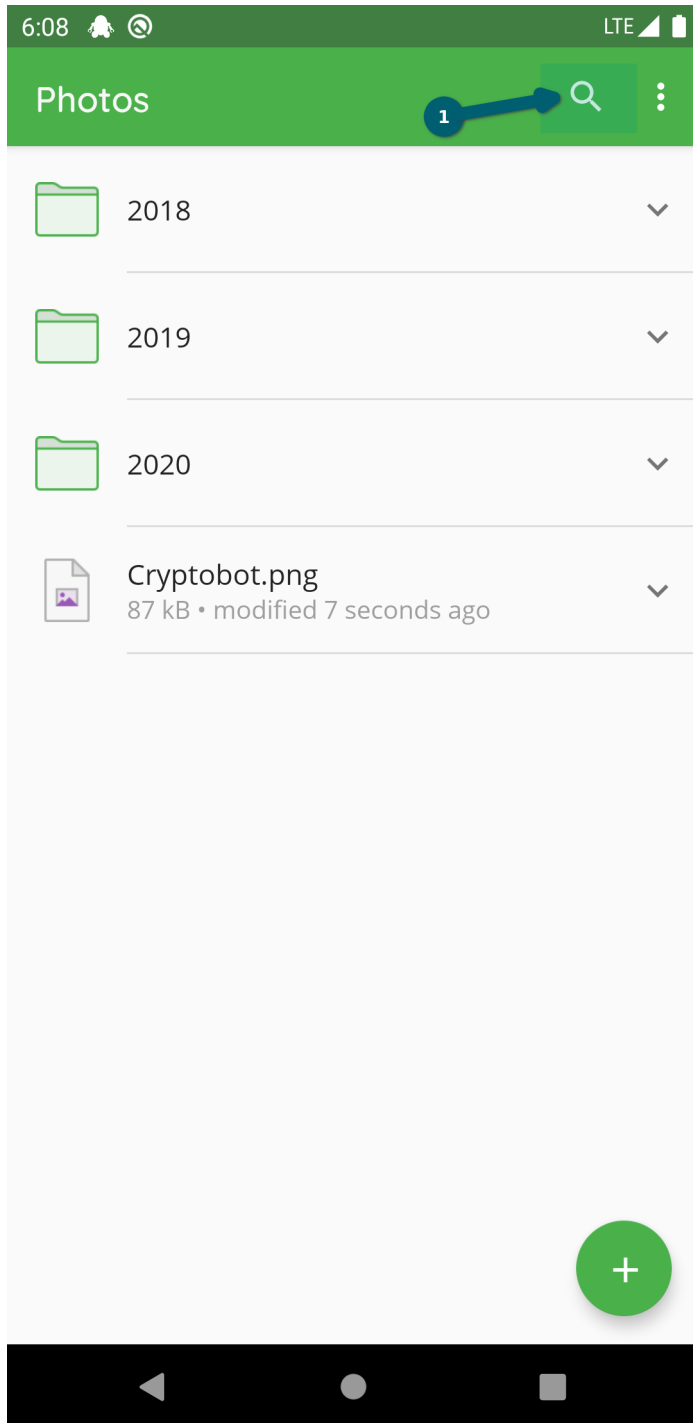 6:08 LTE
Photos
1
2018
2019
2020
Cryptobot.png
87 kB • modified 7 seconds ago